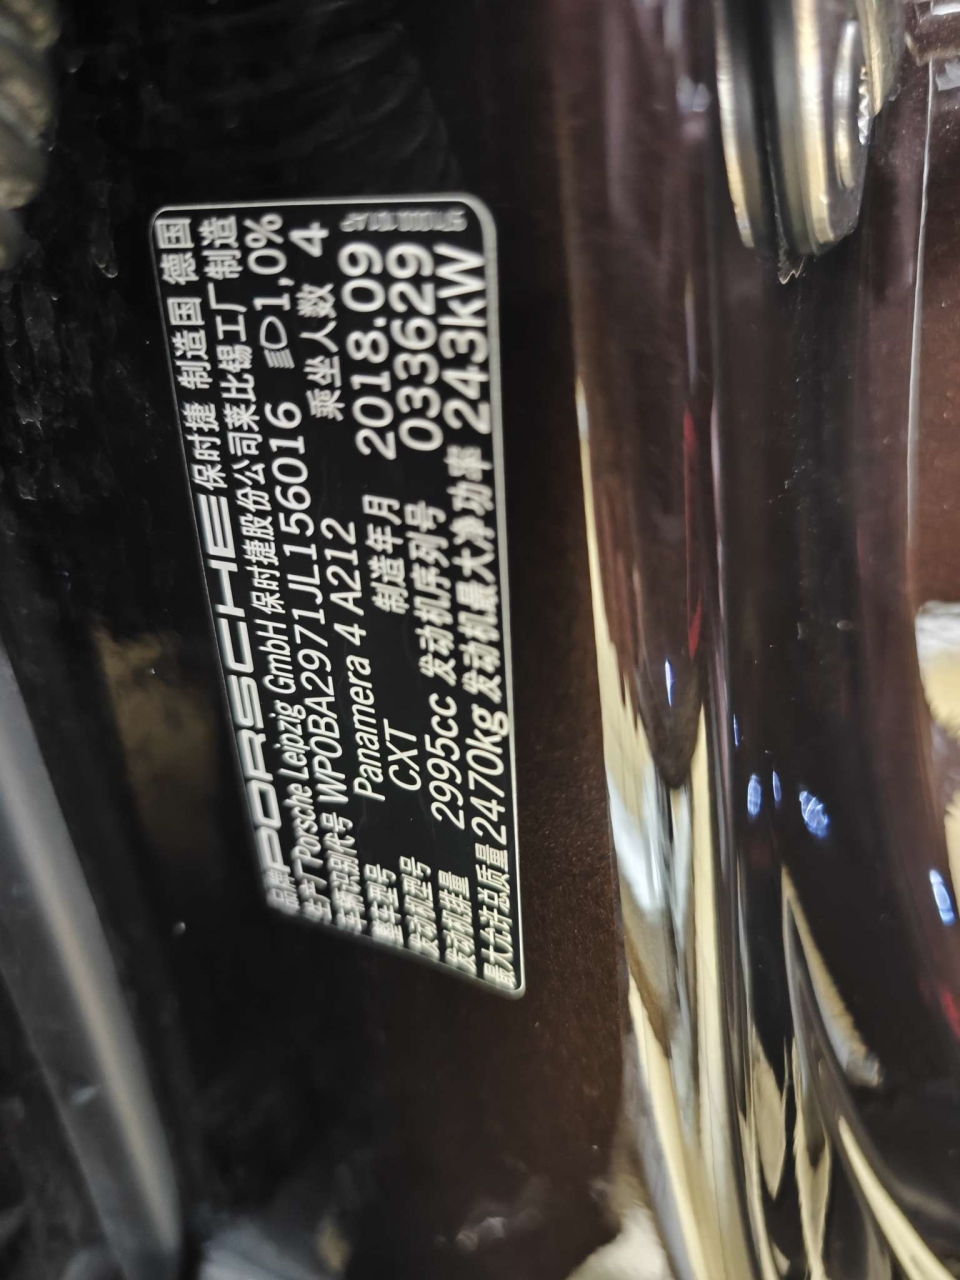 品牌 PORSCHE 保时捷 制造国 德国
生产厂 Porsche Leipzig GmbH 保时捷股份公司莱比锡工厂 制造
车辆识别代号 WP0BA2971JL156016 1,0%
整车型号 Panamera 4 A212 乘坐人数 4
发动机型号 CXT 制造年月 2018.09
发动机排量 2995cc 发动机序列号 033629
最大允许总质量 2470kg 发动机最大净功率 243kW